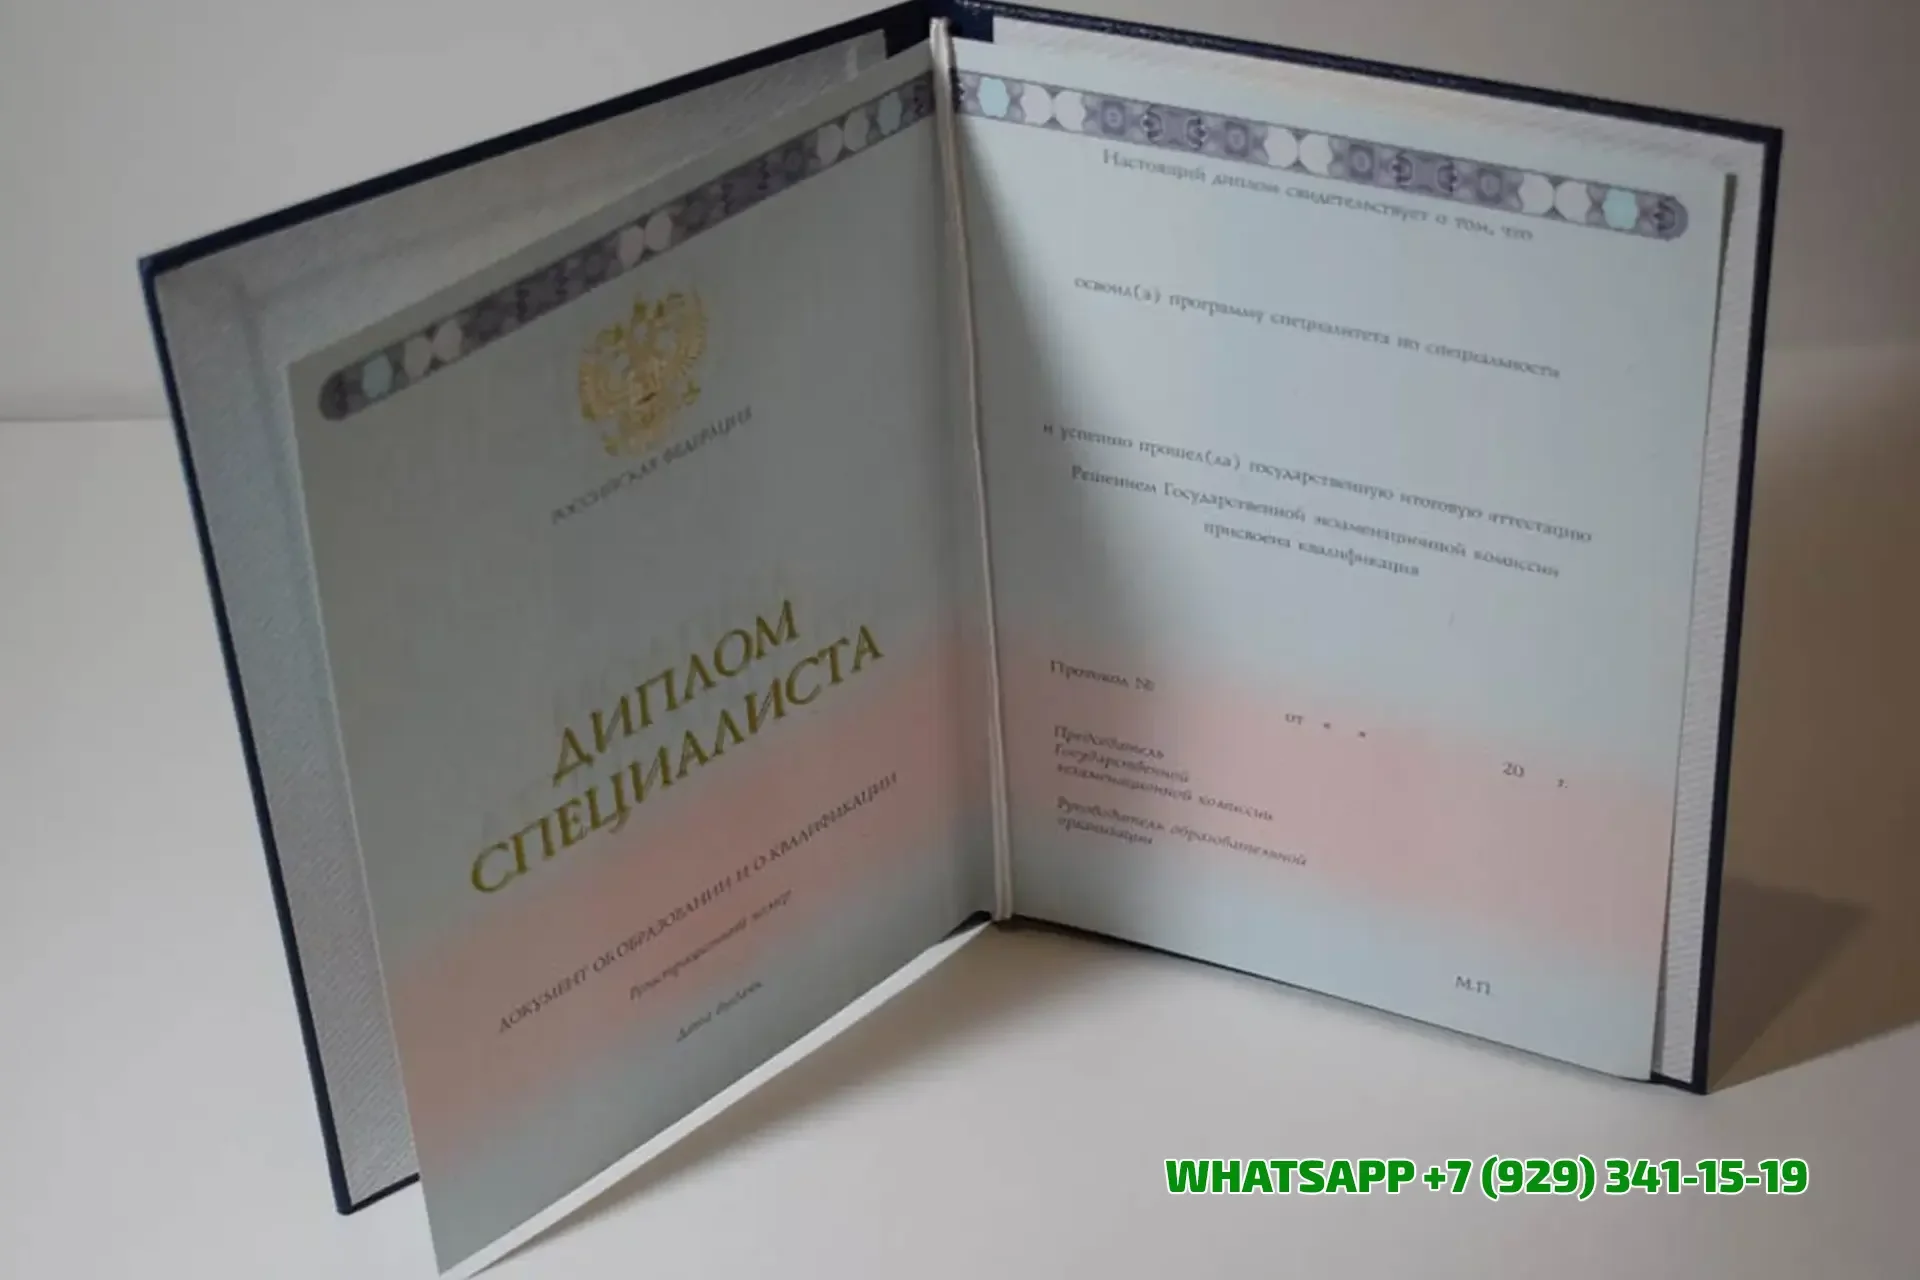 РОССИЙСКАЯ ФЕДЕРАЦИЯ
ДИПЛОМ
СПЕЦИАЛИСТА
ДОКУМЕНТ ОБ ОБРАЗОВАНИИ И О КВАЛИФИКАЦИИ
Регистрационный номер
Дата выдачи
Настоящий диплом свидетельствует о том, что
освоил(а) программу специалитета по специальности
и успешно прошел(ла) государственную итоговую аттестацию
Решением Государственной экзаменационной комиссии
присвоена квалификация
Протокол №
от « »
20 г.
Председатель
Государственной
экзаменационной комиссии
Руководитель образовательной
организации
М.П.
WHATSAPP +7 (929) 341-15-19